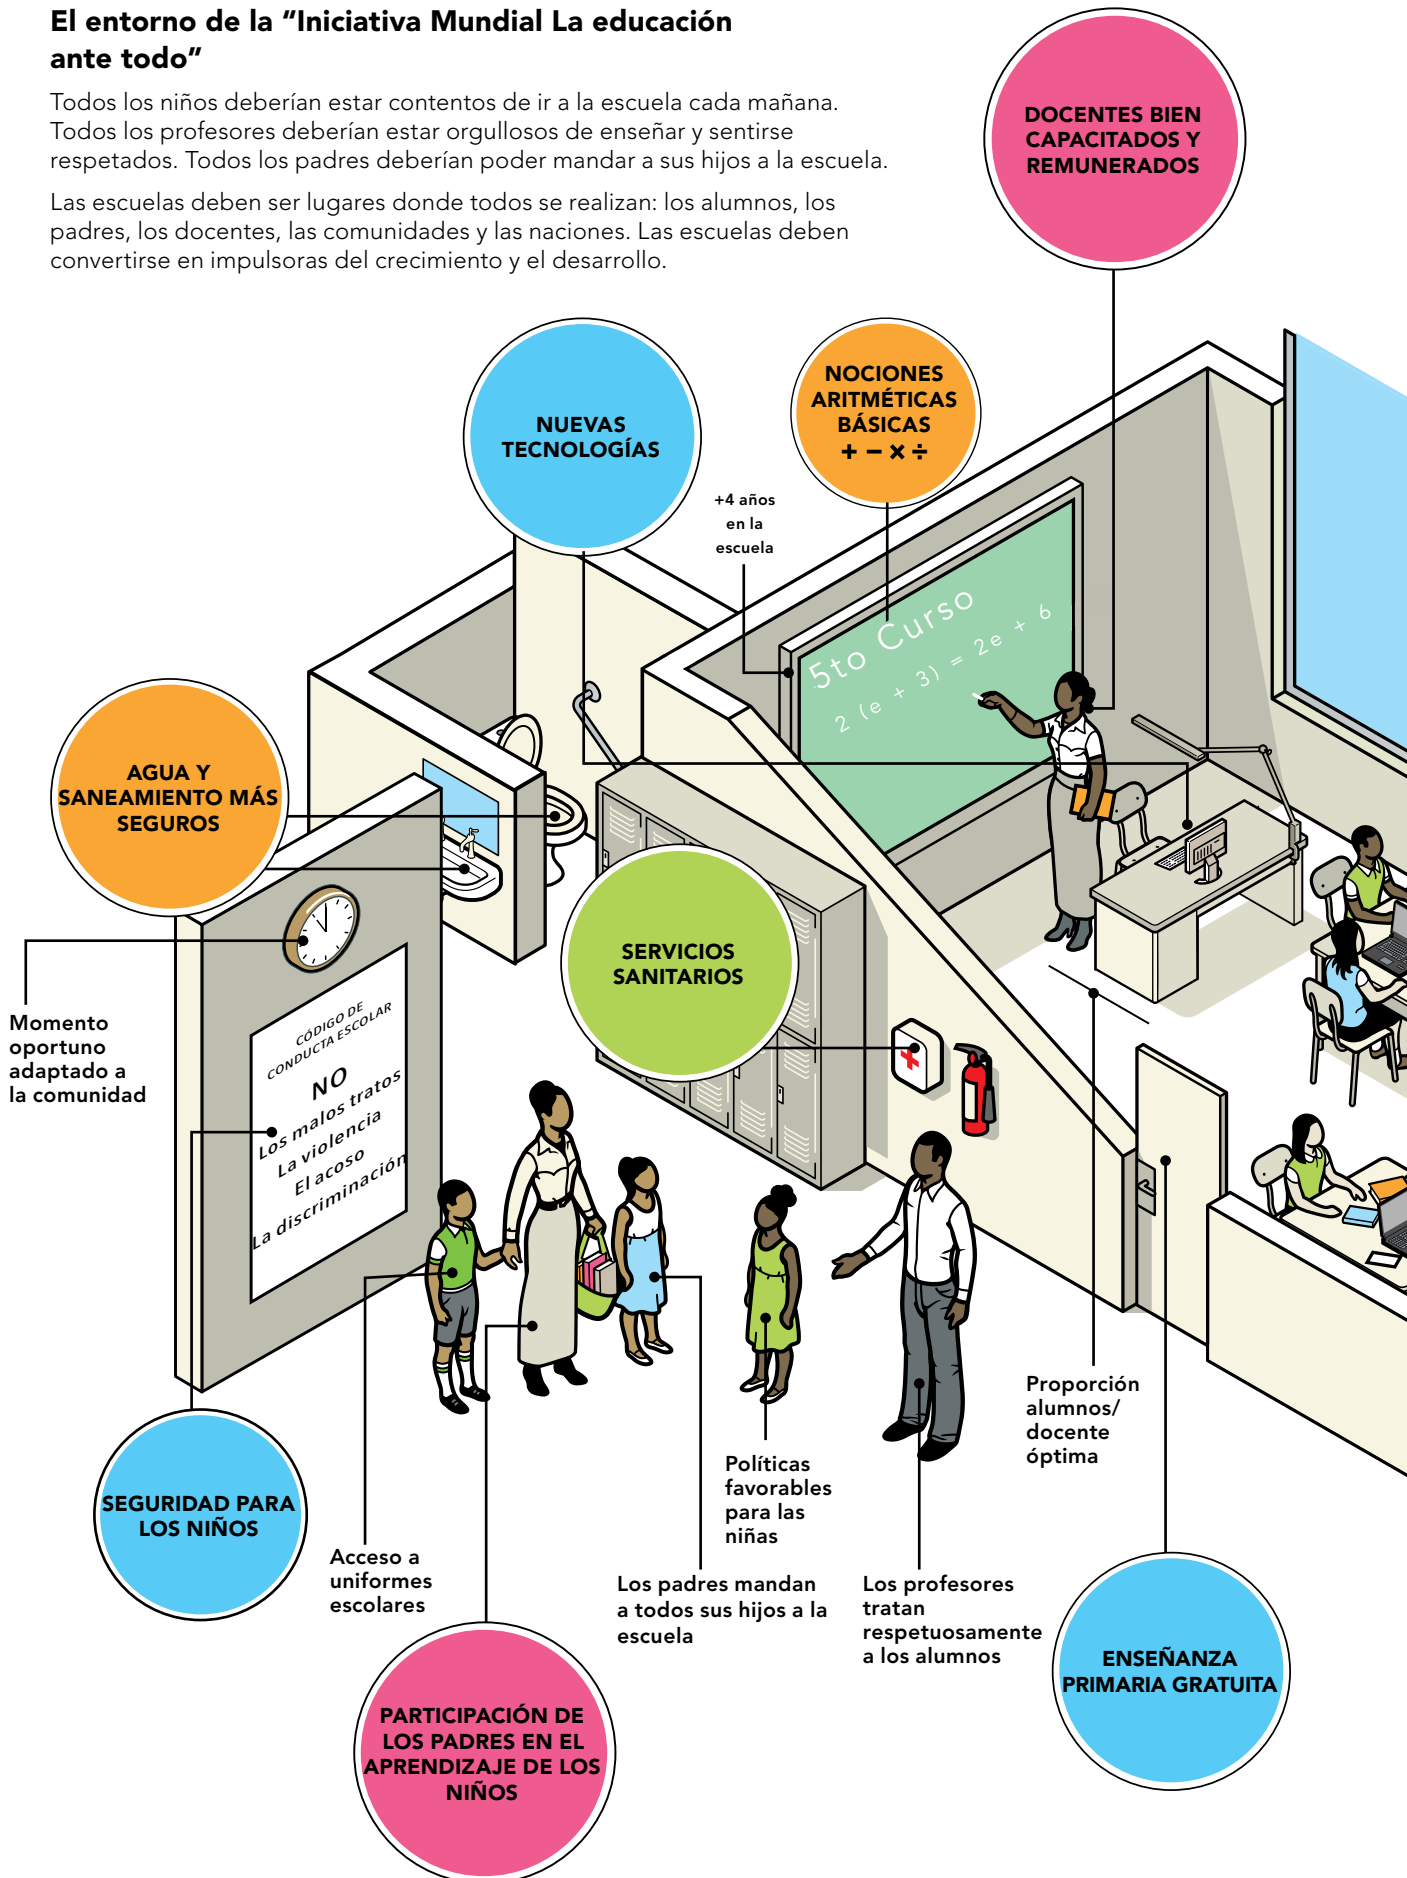 El entorno de la “Iniciativa Mundial La educación
ante todo”
Todos los niños deberían estar contentos de ir a la escuela cada mañana.
Todos los profesores deberían estar orgullosos de enseñar y sentirse
respetados. Todos los padres deberían poder mandar a sus hijos a la escuela.
Las escuelas deben ser lugares donde todos se realizan: los alumnos, los
padres, los docentes, las comunidades y las naciones. Las escuelas deben
convertirse en impulsoras del crecimiento y el desarrollo.
DOCENTES BIEN
CAPACITADOS Y
REMUNERADOS
NUEVAS
TECNOLOGÍAS
NOCIONES
ARITMÉTICAS
BÁSICAS
+ − × ÷
+4 años
en la
escuela
5to Curso
2 (e + 3) = 2e + 6
AGUA Y
SANEAMIENTO MÁS
SEGUROS
SERVICIOS
SANITARIOS
Momento
oportuno
adaptado a
la comunidad
CÓDIGO DE
CONDUCTA ESCOLAR
NO
Los malos tratos
La violencia
El acoso
La discriminación
SEGURIDAD PARA
LOS NIÑOS
Acceso a
uniformes
escolares
PARTICIPACIÓN DE
LOS PADRES EN EL
APRENDIZAJE DE LOS
NIÑOS
Los padres mandan
a todos sus hijos a la
escuela
Políticas
favorables
para las
niñas
Los profesores
tratan
respetuosamente
a los alumnos
Proporción
alumnos/
docente
óptima
ENSEÑANZA
PRIMARIA GRATUITA